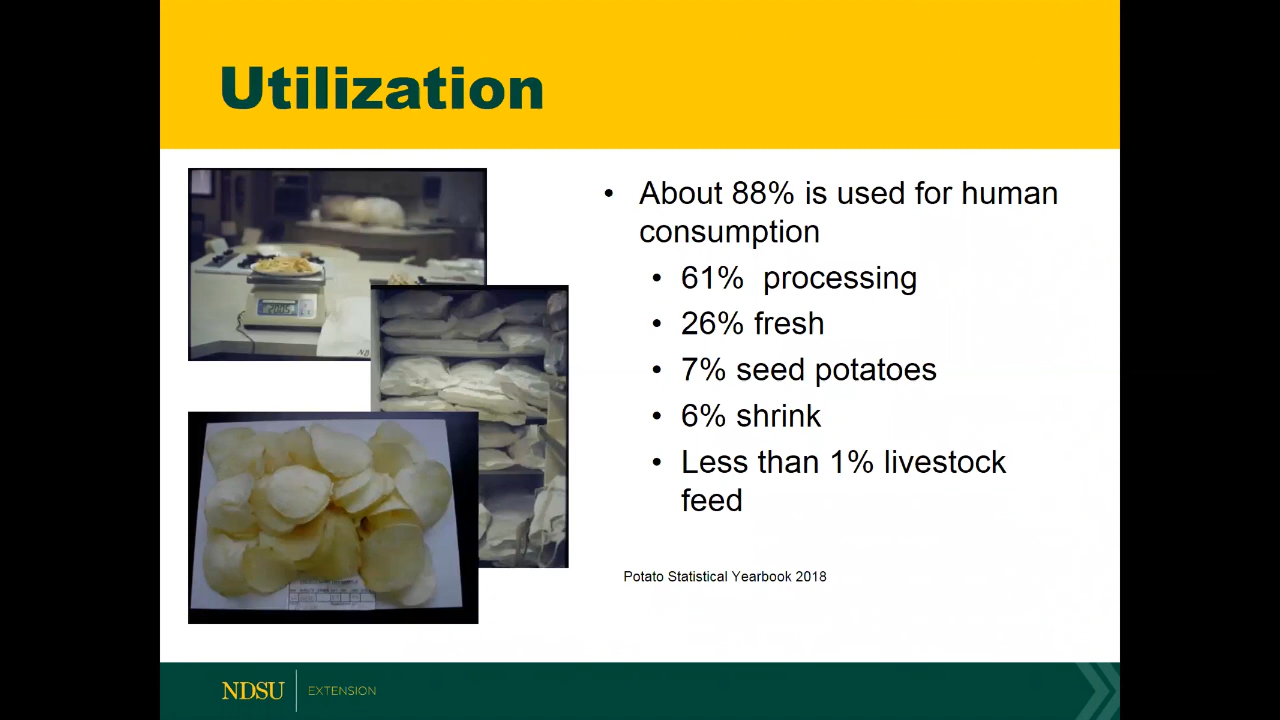 Utilization
• About 88% is used for human
consumption
• 61%  processing
• 26% fresh
• 7% seed potatoes
• 6% shrink
• Less than 1% livestock
feed
Potato Statistical Yearbook 2018
NDSU
EXTENSION